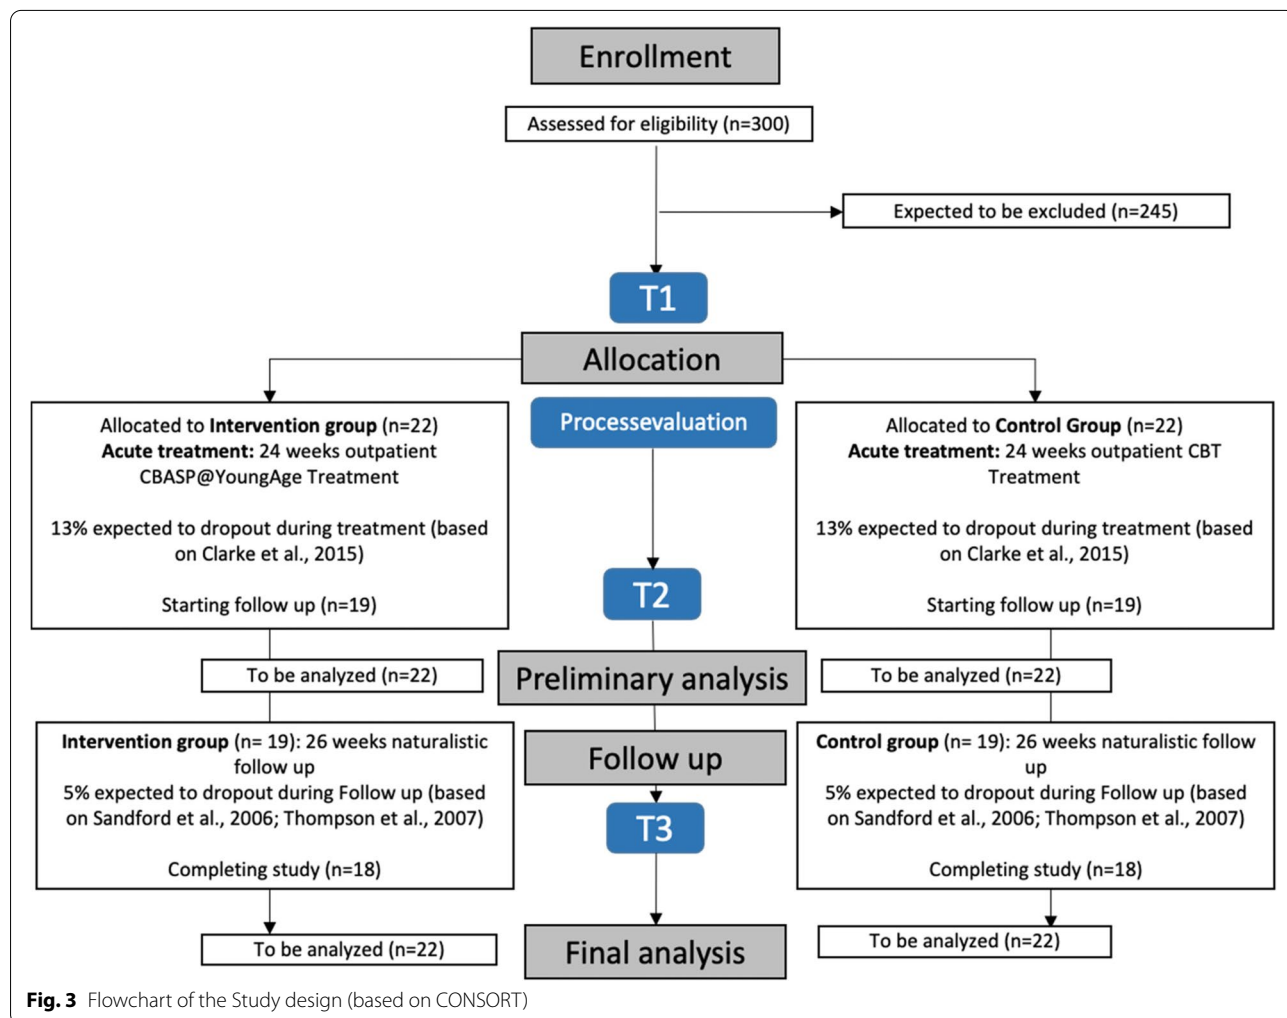 Enrollment
Assessed for eligibility (n=300)
Expected to be excluded (n=245)
T1
Allocation
Allocated to Intervention group (n=22)
Acute treatment: 24 weeks outpatient
CBASP@YoungAge Treatment
13% expected to dropout during treatment (based
on Clarke et al., 2015)
Starting follow up (n=19)
Processevaluation
Allocated to Control Group (n=22)
Acute treatment: 24 weeks outpatient CBT
Treatment
13% expected to dropout during treatment (based
on Clarke et al., 2015)
Starting follow up (n=19)
T2
To be analyzed (n=22)
Preliminary analysis
To be analyzed (n=22)
Intervention group (n= 19): 26 weeks naturalistic
follow up
5% expected to dropout during Follow up (based
on Sandford et al., 2006; Thompson et al., 2007)
Completing study (n=18)
Follow up
T3
Control group (n= 19): 26 weeks naturalistic follow
up
5% expected to dropout during Follow up (based
on Sandford et al., 2006; Thompson et al., 2007)
Completing study (n=18)
To be analyzed (n=22)
Final analysis
To be analyzed (n=22)
Fig. 3 Flowchart of the Study design (based on CONSORT)